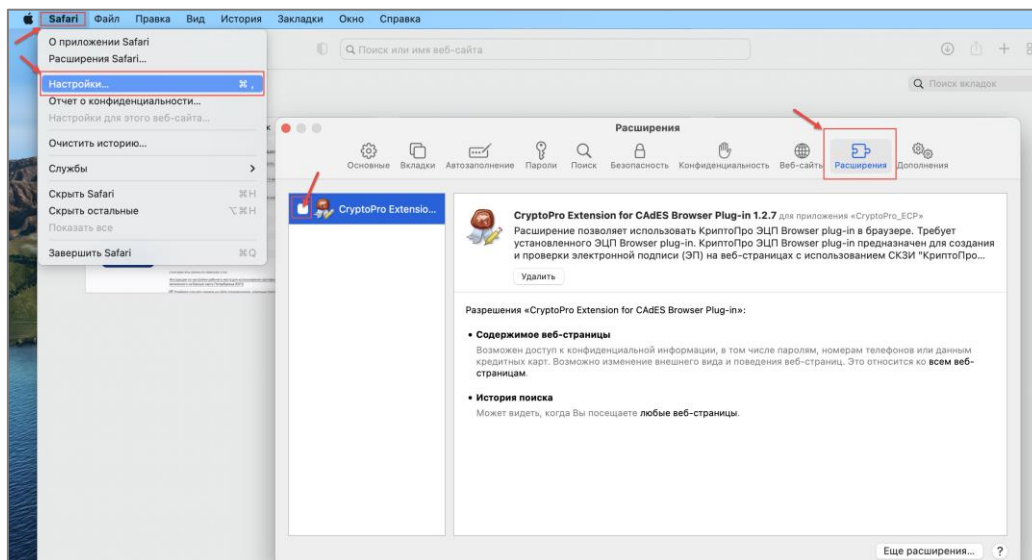 Safari Файл Правка Вид История Закладки Окно Справка
О приложении Safari
Расширения Safari...
Настройки... ⌘ ,
Отчет о конфиденциальности...
Настройки для этого веб-сайта...
Очистить историю...
Службы >
Скрыть Safari ⌘H
Скрыть остальные ⌥⌘H
Показать все
Завершить Safari ⌘Q
Поиск или имя веб-сайта
Поиск вкладок
Расширения
Основные Вкладки Автозаполнение Пароли Поиск Безопасность Конфиденциальность Веб-сайты Расширения Дополнения
CryptoPro Extensio...
CryptoPro Extension for CAdES Browser Plug-in 1.2.7 для приложения «CryptoPro_ECP»
Расширение позволяет использовать КриптоПро ЭЦП Browser plug-in в браузере. Требует
установленного ЭЦП Browser plug-in. КриптоПро ЭЦП Browser plug-in предназначен для создания
и проверки электронной подписи (ЭП) на веб-страницах с использованием СКЗИ "КриптоПро...
Удалить
Разрешения «CryptoPro Extension for CAdES Browser Plug-in»:
• Содержимое веб-страницы
Возможен доступ к конфиденциальной информации, в том числе паролям, номерам телефонов или данным
кредитных карт. Возможно изменение внешнего вида и поведения веб-страниц. Это относится ко всем веб-
страницам.
• История поиска
Может видеть, когда Вы посещаете любые веб-страницы.
Еще расширения... ?